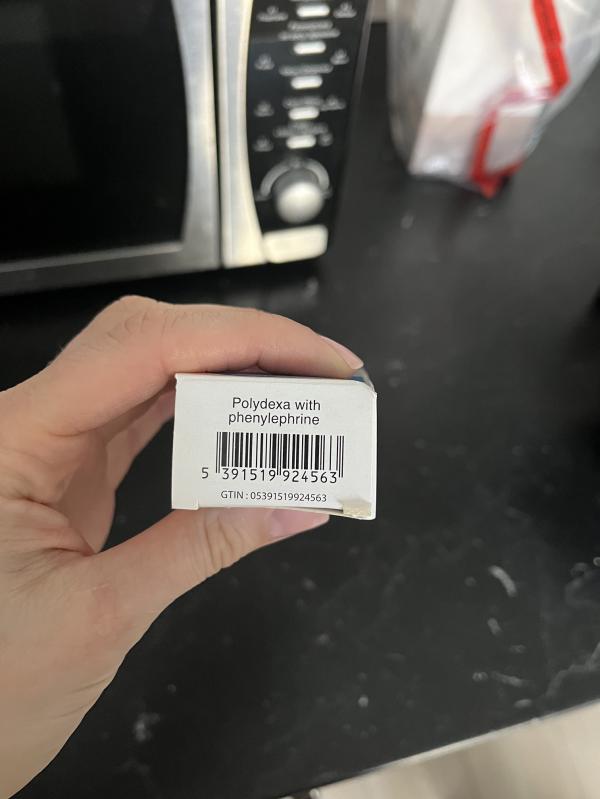 Polydexa with
phenylephrine
5 391519 924563
GTIN : 05391519924563